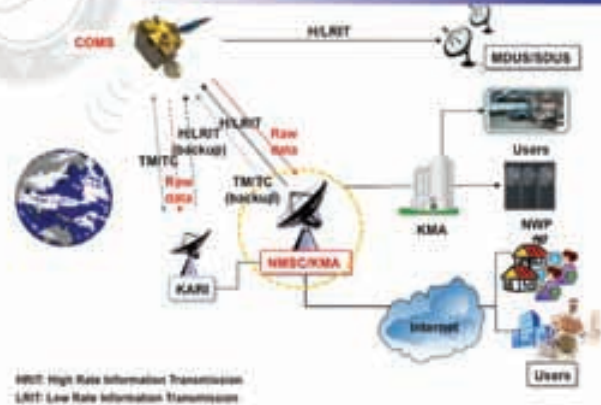 COMS
H/LRIT
MDUS/SDUS
H/LRIT
(backup)
H/LRIT
Raw
data
TM/TC
Raw
data
TM/TC
(backup)
Users
KMA
NWP
NMSC/KMA
KARI
Internet
Users
HRIT: High Rate Information Transmission
LRIT: Low Rate Information Transmission